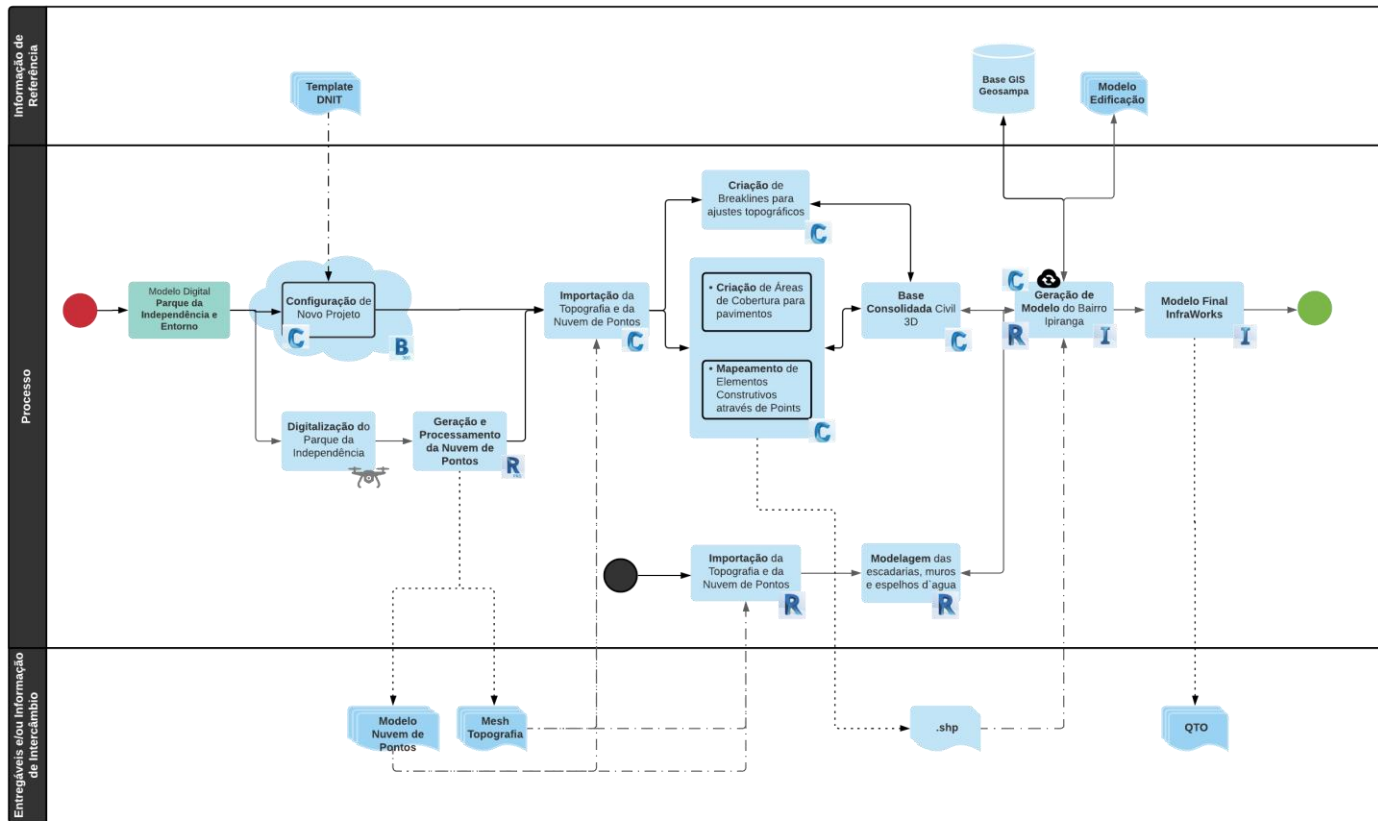 Informação de
Referência
Template
DNIT
Base GIS
Geosampa
Modelo
Edificação
Processo
Modelo Digital
Parque da
Independência e
Entorno
Configuração de
Novo Projeto
C
B
Digitalização do
Parque da
Independência
Geração e
Processamento
da Nuvem de
Pontos
R
Importação da
Topografia e da
Nuvem de Pontos
C
Criação de
Breaklines para
ajustes topográficos
C
• Criação de Áreas
de Cobertura para
pavimentos
• Mapeamento de
Elementos
Construtivos
através de Points
C
Base
Consolidada Civil
3D
C
C
Geração de
Modelo do Bairro
Ipiranga
R
I
Modelo Final
InfraWorks
I
Importação da
Topografia e da
Nuvem de Pontos
R
Modelagem das
escadarias, muros
e espelhos d`agua
R
Entregáveis e/ou Informação
de Intercâmbio
Modelo
Nuvem de
Pontos
Mesh
Topografia
.shp
QTO